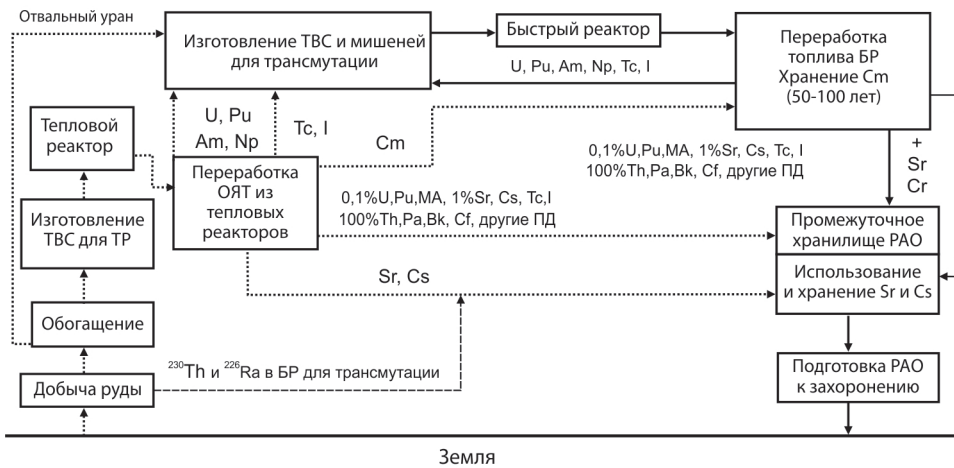 Отвальный уран
Изготовление ТВС и мишеней
для трансмутации
Быстрый реактор
Переработка
топлива БР
Хранение Cm
(50-100 лет)
U, Pu, Am, Np, Tc, I
Тепловой
реактор
U, Pu
Am, Np
Tc, I
Cm
Переработка
ОЯТ из
тепловых
реакторов
0,1%U,Pu,MA, 1%Sr, Cs, Tc, I
100%Th,Pa,Bk, Cf, другие ПД
+
Sr
Cr
0,1%U,Pu,MA, 1%Sr, Cs, Tc,I
100%Th,Pa,Bk, Cf, другие ПД
Изготовление
ТВС для ТР
Промежуточное
хранилище РАО
Sr, Cs
Использование
и хранение Sr и Cs
Обогащение
230Th и 226Ra в БР для трансмутации
Добыча руды
Подготовка РАО
к захоронению
Земля